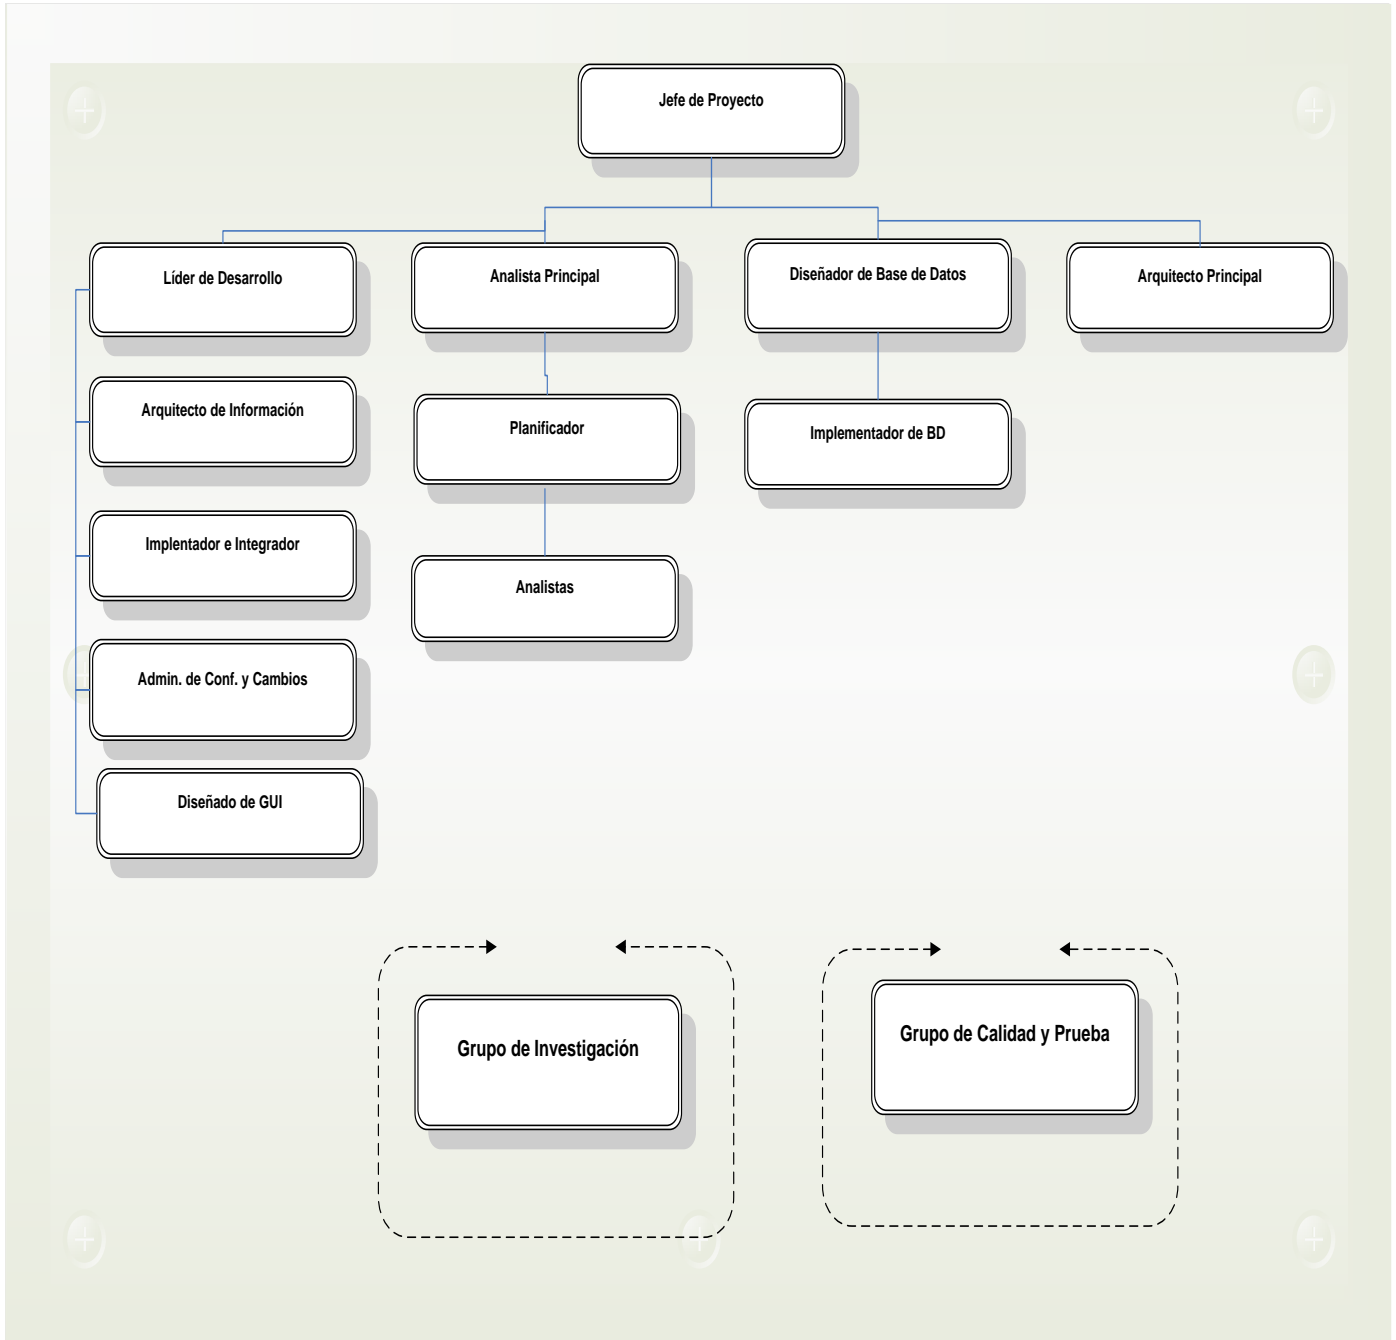 Jefe de Proyecto
Líder de Desarrollo
Analista Principal
Diseñador de Base de Datos
Arquitecto Principal
Arquitecto de Información
Planificador
Implementador de BD
Implentador e Integrador
Analistas
Admin. de Conf. y Cambios
Diseñado de GUI
Grupo de Investigación
Grupo de Calidad y Prueba